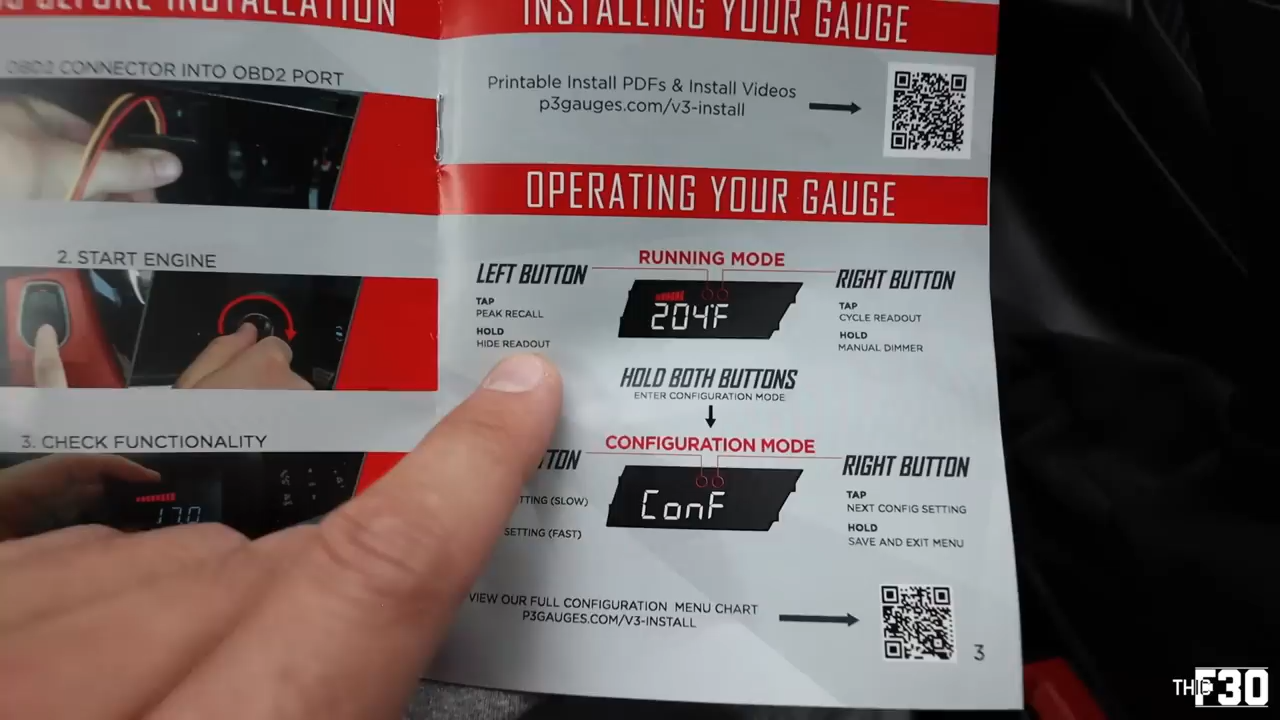 BEFORE INSTALLATION
OBD2 CONNECTOR INTO OBD2 PORT
2. START ENGINE
3. CHECK FUNCTIONALITY
170
INSTALLING YOUR GAUGE
Printable Install PDFs & Install Videos
p3gauges.com/v3-install
OPERATING YOUR GAUGE
RUNNING MODE
LEFT BUTTON
TAP
PEAK RECALL
HOLD
HIDE READOUT
204°F
RIGHT BUTTON
TAP
CYCLE READOUT
HOLD
MANUAL DIMMER
HOLD BOTH BUTTONS
ENTER CONFIGURATION MODE
CONFIGURATION MODE
SETTING (FAST)
(SLOW)
ConF
RIGHT BUTTON
TAP
NEXT CONFIG SETTING
HOLD
SAVE AND EXIT MENU
VIEW OUR FULL CONFIGURATION MENU CHART
P3GAUGES.COM/V3-INSTALL
3
F30